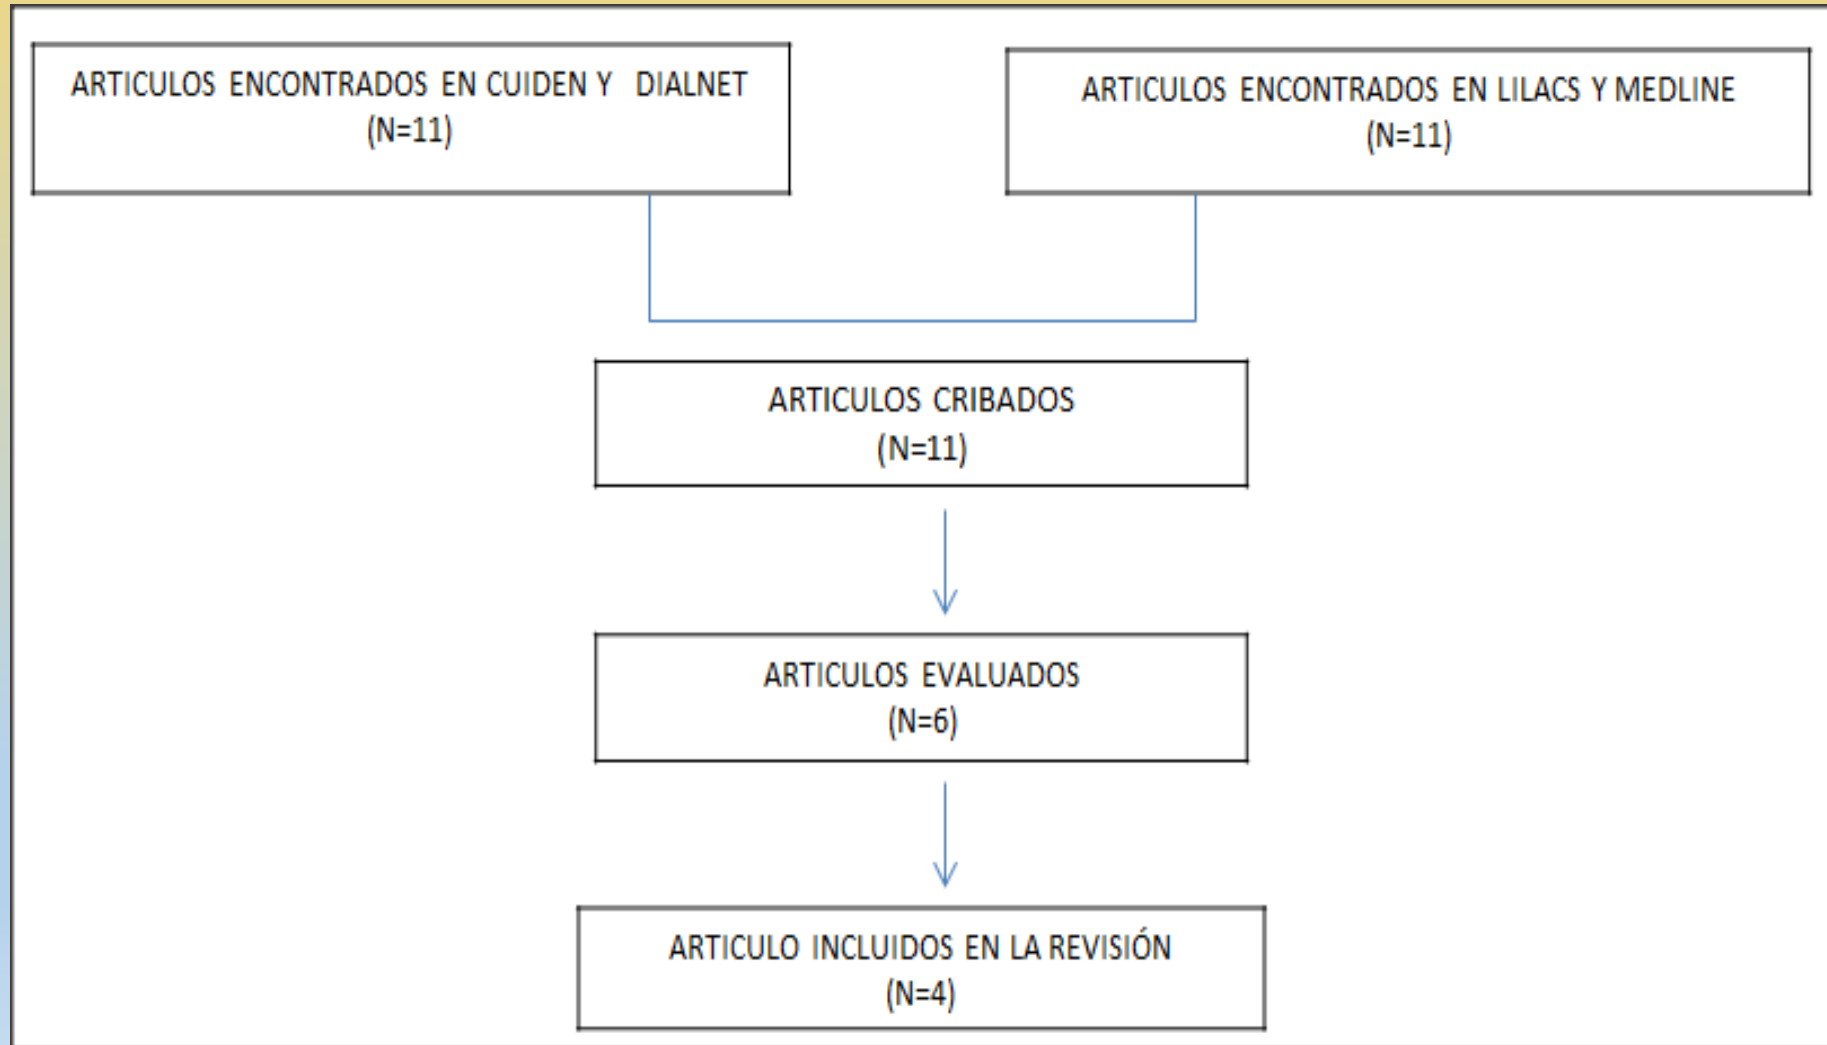 ARTICULOS ENCONTRADOS EN CUIDEN Y DIALNET
(N=11)
ARTICULOS ENCONTRADOS EN LILACS Y MEDLINE
(N=11)
ARTICULOS CRIBADOS
(N=11)
ARTICULOS EVALUADOS
(N=6)
ARTICULO INCLUIDOS EN LA REVISIÓN
(N=4)